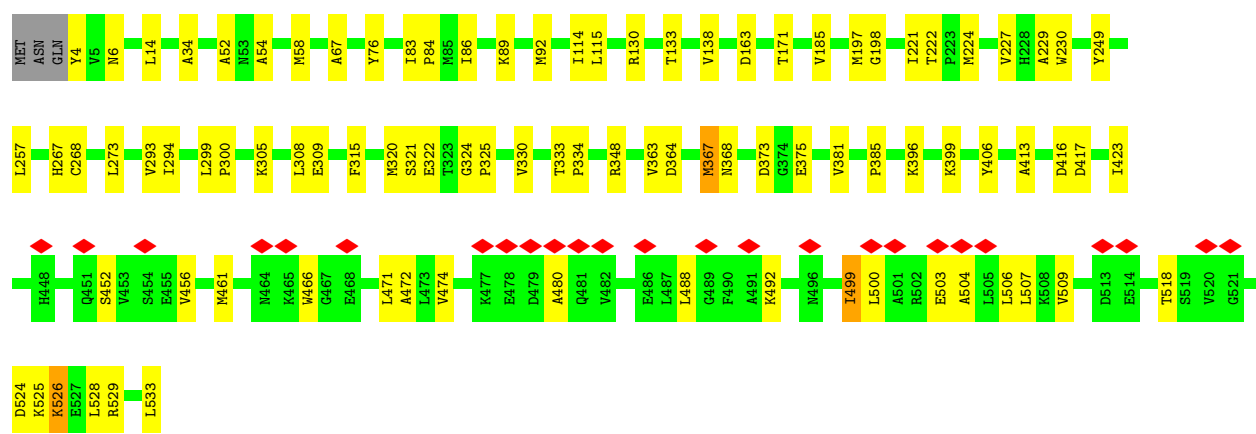 MET ASN GLN Y4 V5 N6 L14 A34 A52 N53 A54 M58 A67 Y76 I83 P84 M85 I86 K89 M92 I114 L115 R130 T133 V138 D163 T171 V185 M197 G198 I221 T222 P223 M224 V227 H228 A229 W230 Y249
L257 H267 C268 L273 V293 I294 L299 P300 K305 L308 E309 F315 M320 S321 E322 T323 G324 P325 V330 T333 P334 R348 V363 D364 M367 N368 D373 G374 E375 V381 P385 K396 K399 Y406 A413 D416 D417 I423
H448 Q451 S452 V453 S454 E455 V456 M461 N464 K465 W466 G467 E468 L471 A472 L473 V474 K477 E478 D479 A480 Q481 V482 E486 L487 L488 G489 F490 A491 K492 N496 I499 L500 A501 R502 E503 A504 L505 L506 L507 K508 V509 D513 E514 T518 S519 V520 G521
D524 K525 K526 E527 L528 R529 L533